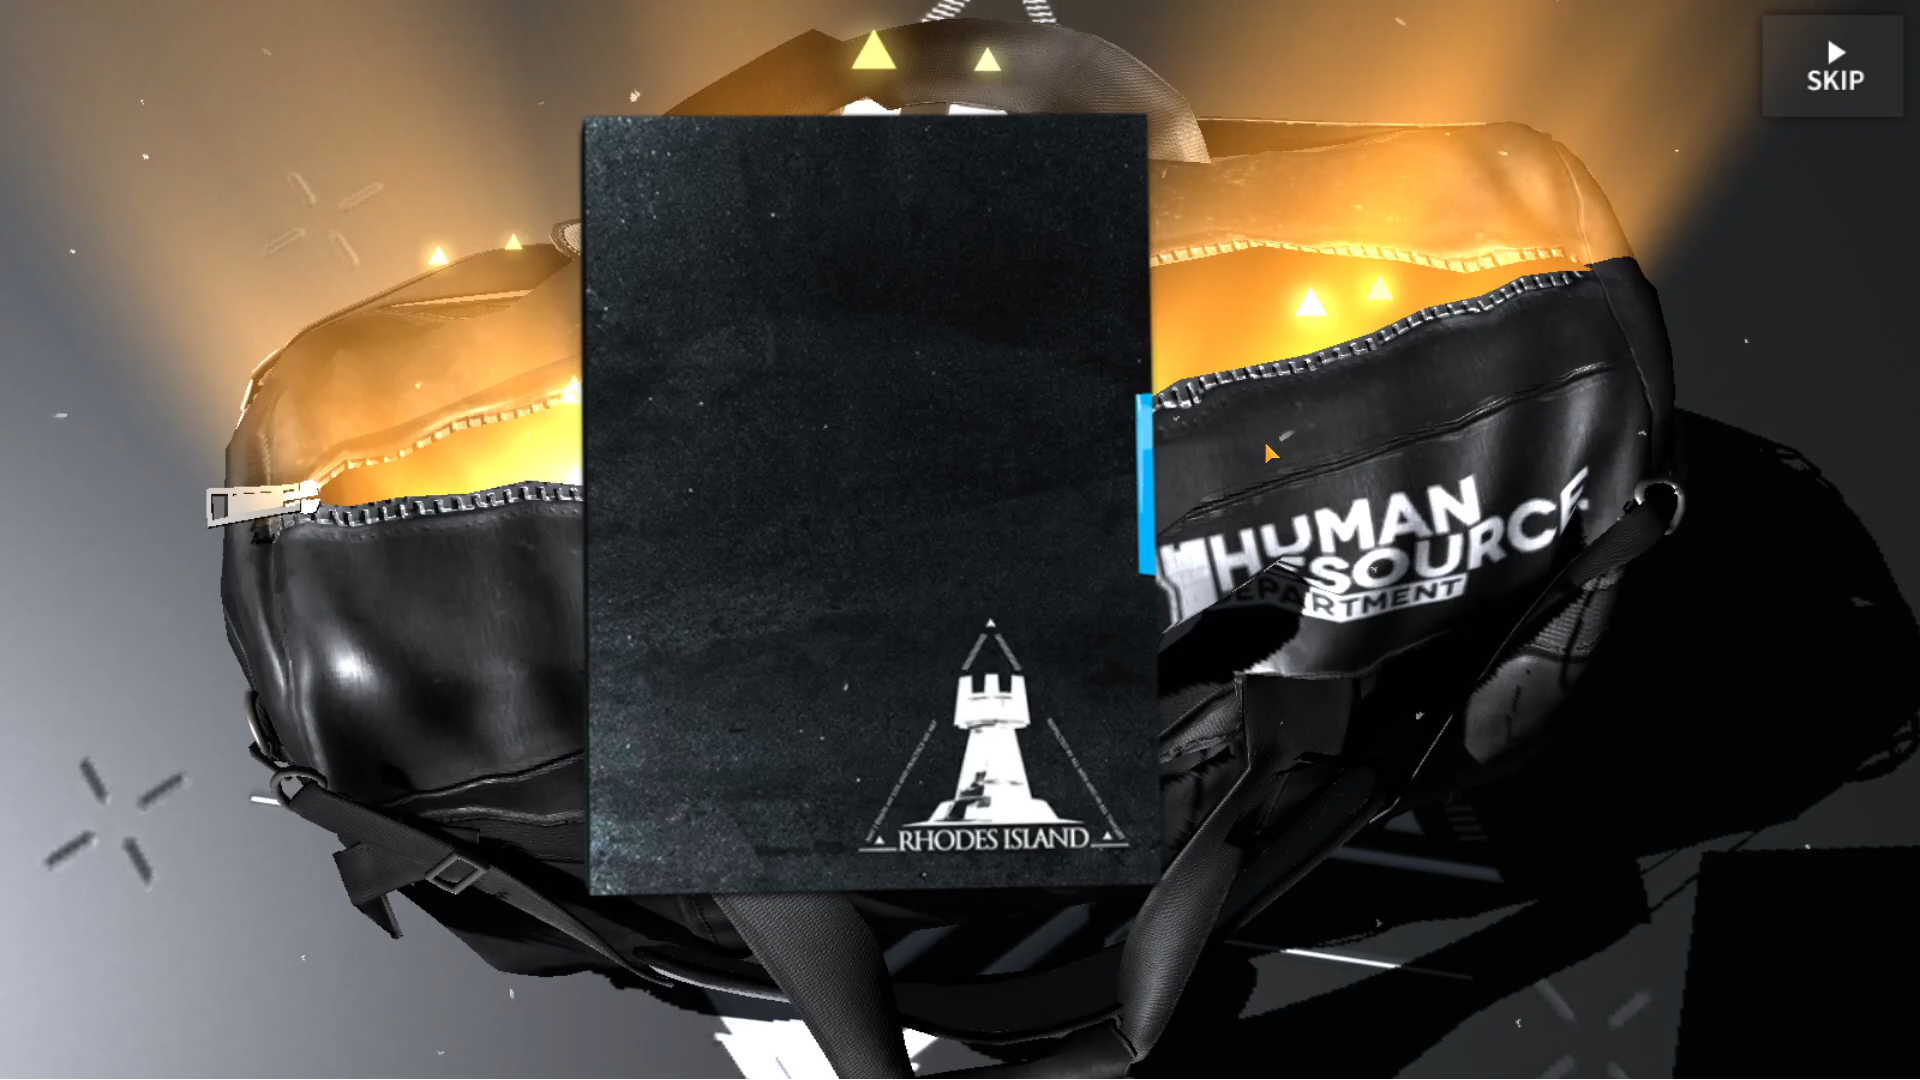 SKIP
HUMAN
RESOURCE
DEPARTMENT
RHODES ISLAND